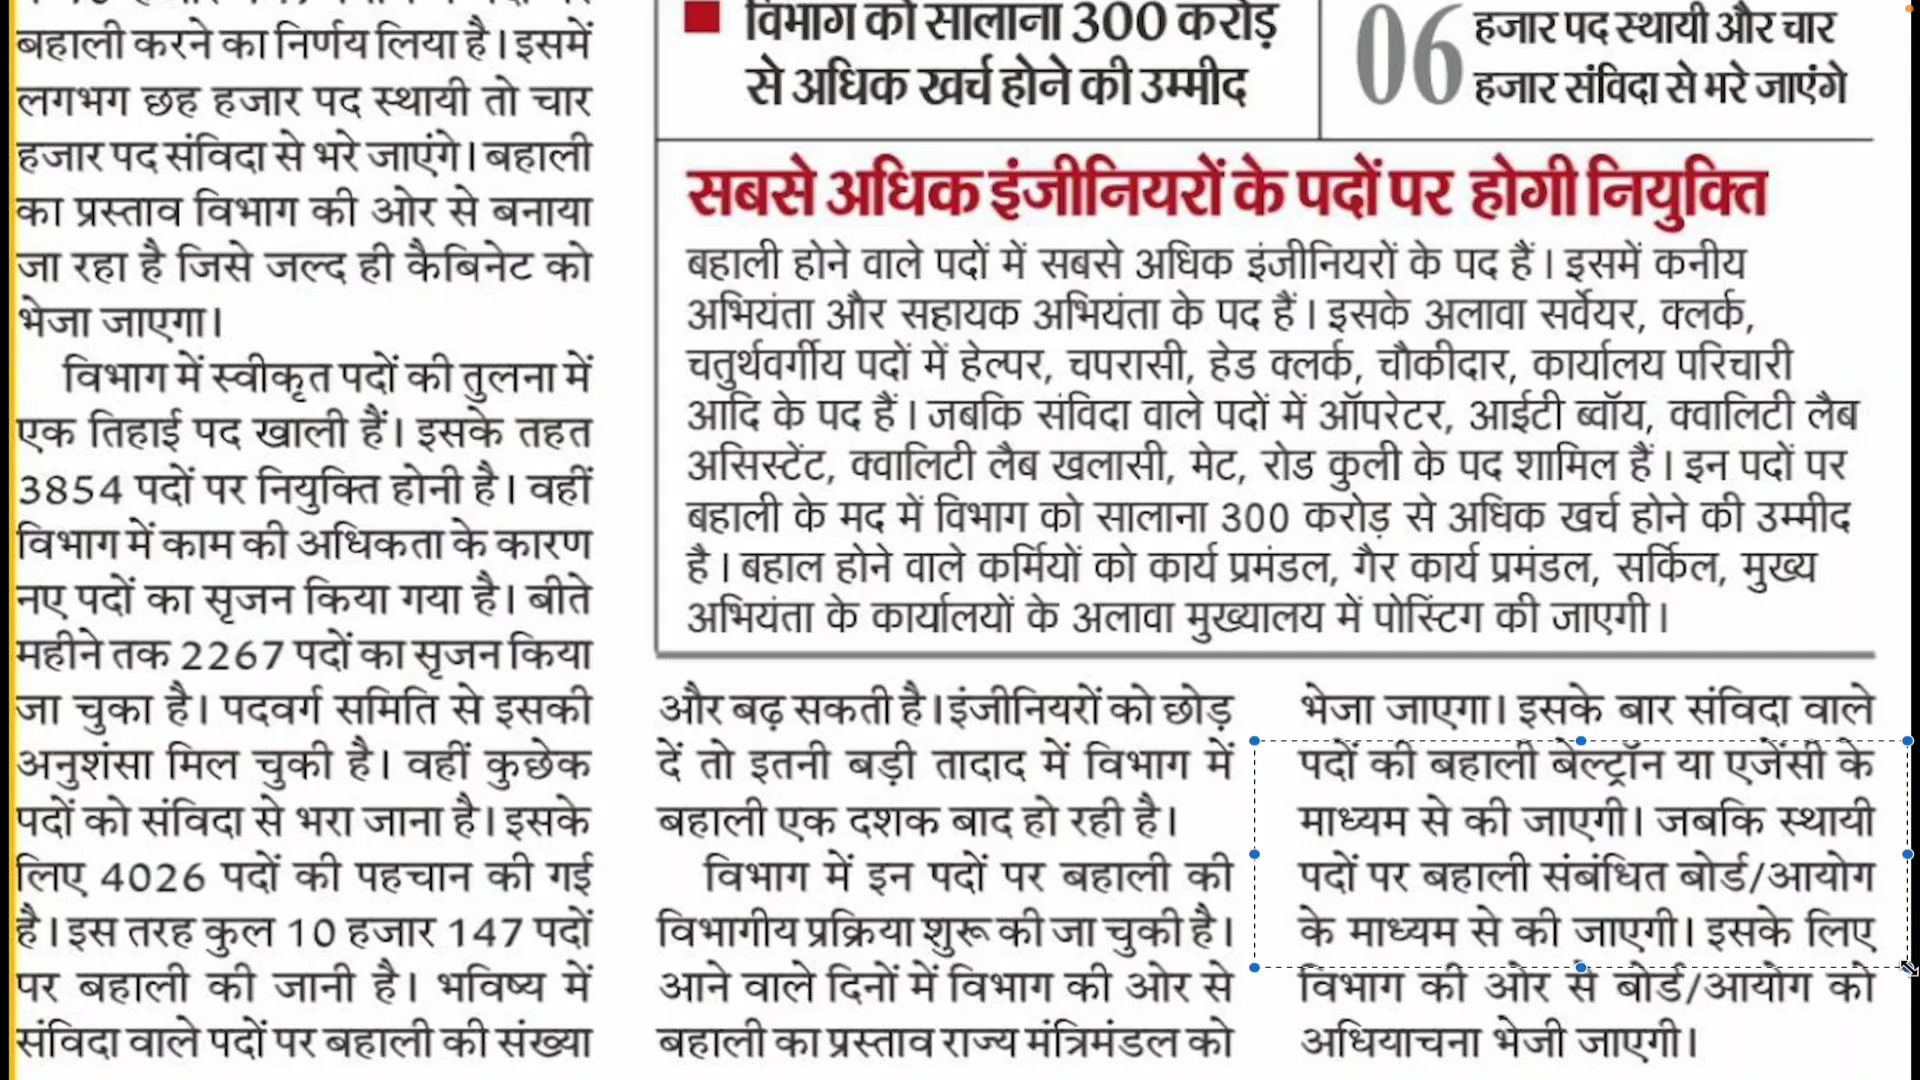 बहाली करने का निर्णय लिया है। इसमें
लगभग छह हजार पद स्थायी तो चार
हजार पद संविदा से भरे जाएंगे। बहाली
का प्रस्ताव विभाग की ओर से बनाया
जा रहा है जिसे जल्द ही कैबिनेट को
भेजा जाएगा।
विभाग में स्वीकृत पदों की तुलना में
एक तिहाई पद खाली हैं। इसके तहत
3854 पदों पर नियुक्ति होनी है। वहीं
विभाग में काम की अधिकता के कारण
नए पदों का सृजन किया गया है। बीते
महीने तक 2267 पदों का सृजन किया
जा चुका है। पदवर्ग समिति से इसकी
अनुशंसा मिल चुकी है। वहीं कुछेक
पदों को संविदा से भरा जाना है। इसके
लिए 4026 पदों की पहचान की गई
है। इस तरह कुल 10 हजार 147 पदों
पर बहाली की जानी है। भविष्य में
संविदा वाले पदों पर बहाली की संख्या
विभाग को सालाना 300 करोड़
से अधिक खर्च होने की उम्मीद
06 हजार पद स्थायी और चार
हजार संविदा से भरे जाएंगे
सबसे अधिक इंजीनियरों के पदों पर होगी नियुक्ति
बहाली होने वाले पदों में सबसे अधिक इंजीनियरों के पद हैं। इसमें कनीय
अभियंता और सहायक अभियंता के पद हैं। इसके अलावा सर्वेयर, क्लर्क,
चतुर्थवर्गीय पदों में हेल्पर, चपरासी, हेड क्लर्क, चौकीदार, कार्यालय परिचारी
आदि के पद हैं। जबकि संविदा वाले पदों में ऑपरेटर, आईटी ब्वॉय, क्वालिटी लैब
असिस्टेंट, क्वालिटी लैब खलासी, मेट, रोड कुली के पद शामिल हैं। इन पदों पर
बहाली के मद में विभाग को सालाना 300 करोड़ से अधिक खर्च होने की उम्मीद
है। बहाल होने वाले कर्मियों को कार्य प्रमंडल, गैर कार्य प्रमंडल, सर्किल, मुख्य
अभियंता के कार्यालयों के अलावा मुख्यालय में पोस्टिंग की जाएगी।
और बढ़ सकती है। इंजीनियरों को छोड़
दें तो इतनी बड़ी तादाद में विभाग में
बहाली एक दशक बाद हो रही है।
विभाग में इन पदों पर बहाली की
विभागीय प्रक्रिया शुरू की जा चुकी है।
आने वाले दिनों में विभाग की ओर से
बहाली का प्रस्ताव राज्य मंत्रिमंडल को
भेजा जाएगा। इसके बार संविदा वाले
पदों की बहाली बेल्ट्रॉन या एजेंसी के
माध्यम से की जाएगी। जबकि स्थायी
पदों पर बहाली संबंधित बोर्ड/आयोग
के माध्यम से की जाएगी। इसके लिए
विभाग की ओर से बोर्ड/आयोग को
अधियाचना भेजी जाएगी।